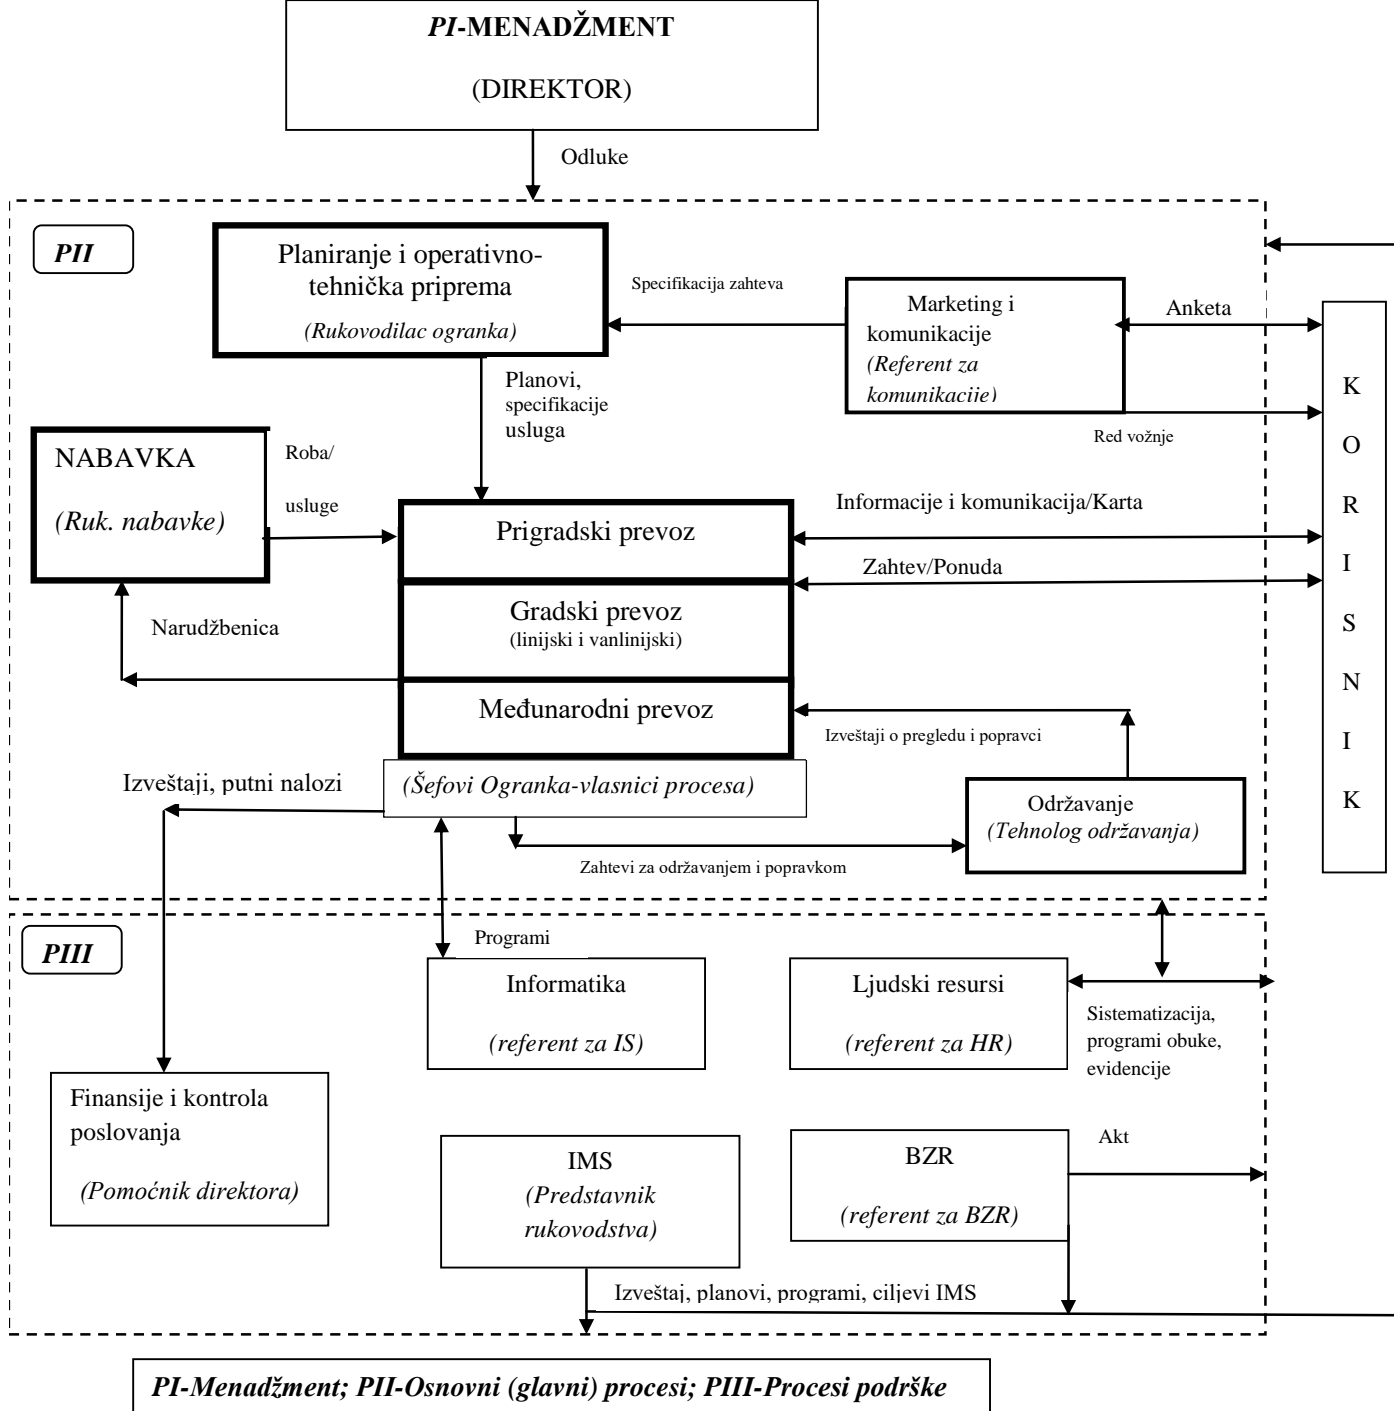 PI-MENADŽMENT
(DIREKTOR)
Odluke
PII
Planiranje i operativno-
tehnička priprema
(Rukovodilac ogranka)
Specifikacija zahteva
Marketing i
komunikacije
(Referent za
komunikacije)
Anketa
Red vožnje
K
O
R
I
S
N
I
K
Planovi,
specifikacije
usluga
NABAVKA
(Ruk. nabavke)
Roba/
usluge
Prigradski prevoz
Informacije i komunikacija/Karta
Zahtev/Ponuda
Gradski prevoz
(linijski i vanlinijski)
Narudžbenica
Međunarodni prevoz
Izveštaji o pregledu i popravci
Izveštaji, putni nalozi
(Šefovi Ogranka-vlasnici procesa)
Održavanje
(Tehnolog održavanja)
Zahtevi za održavanjem i popravkom
PIII
Programi
Informatika
(referent za IS)
Ljudski resursi
(referent za HR)
Sistematizacija,
programi obuke,
evidencije
Finansije i kontrola
poslovanja
(Pomoćnik direktora)
IMS
(Predstavnik
rukovodstva)
BZR
(referent za BZR)
Akt
Izveštaj, planovi, programi, ciljevi IMS
PI-Menadžment; PII-Osnovni (glavni) procesi; PIII-Procesi podrške